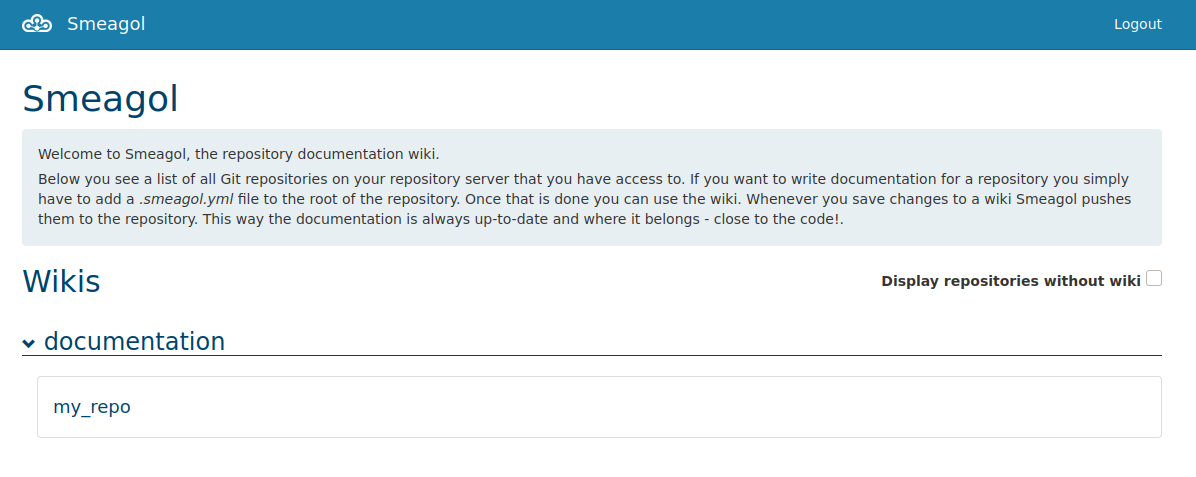 Smeagol
Logout
Smeagol
Welcome to Smeagol, the repository documentation wiki.
Below you see a list of all Git repositories on your repository server that you have access to. If you want to write documentation for a repository you simply
have to add a .smeagol.yml file to the root of the repository. Once that is done you can use the wiki. Whenever you save changes to a wiki Smeagol pushes
them to the repository. This way the documentation is always up-to-date and where it belongs - close to the code!.
Wikis
Display repositories without wiki
documentation
my_repo